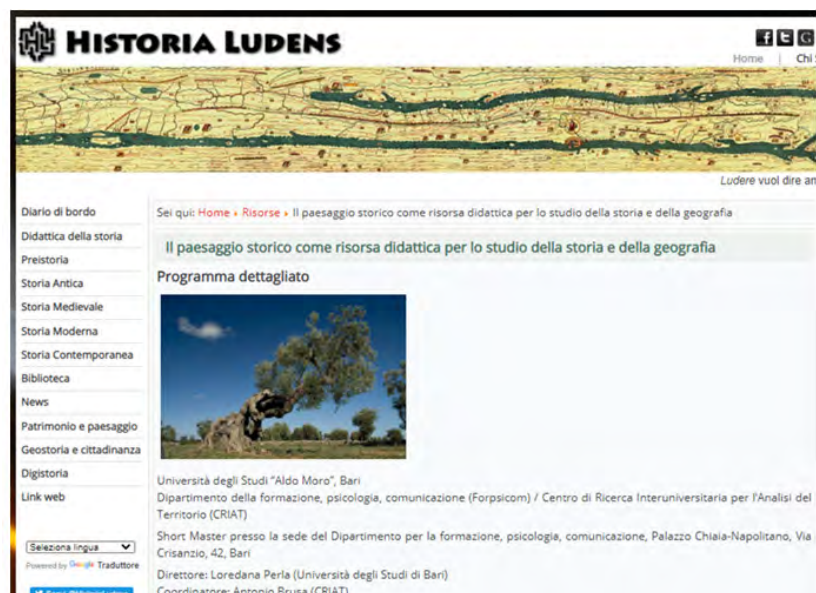 HISTORIA LUDENS
Home | Chi
Ludere vuol dire an
Diario di bordo
Didattica della storia
Preistoria
Storia Antica
Storia Medievale
Storia Moderna
Storia Contemporanea
Biblioteca
News
Patrimonio e paesaggio
Geostoria e cittadinanza
Digistoria
Link web
Seleziona lingua
Powered by Google Traduttore
Sei qui: Home Risorse Il paesaggio storico come risorsa didattica per lo studio della storia e della geografia
Il paesaggio storico come risorsa didattica per lo studio della storia e della geografia
Programma dettagliato
Università degli Studi "Aldo Moro", Bari
Dipartimento della formazione, psicologia, comunicazione (Forpsicom) / Centro di Ricerca Interuniversitaria per l'Analisi del
Territorio (CRIAT)
Short Master presso la sede del Dipartimento per la formazione, psicologia, comunicazione, Palazzo Chiaia-Napolitano, Via
Crisanzio, 42, Bari
Direttore: Loredana Perla (Università degli Studi di Bari)
Coordinatore: Antonio Brusa (CRIAT)